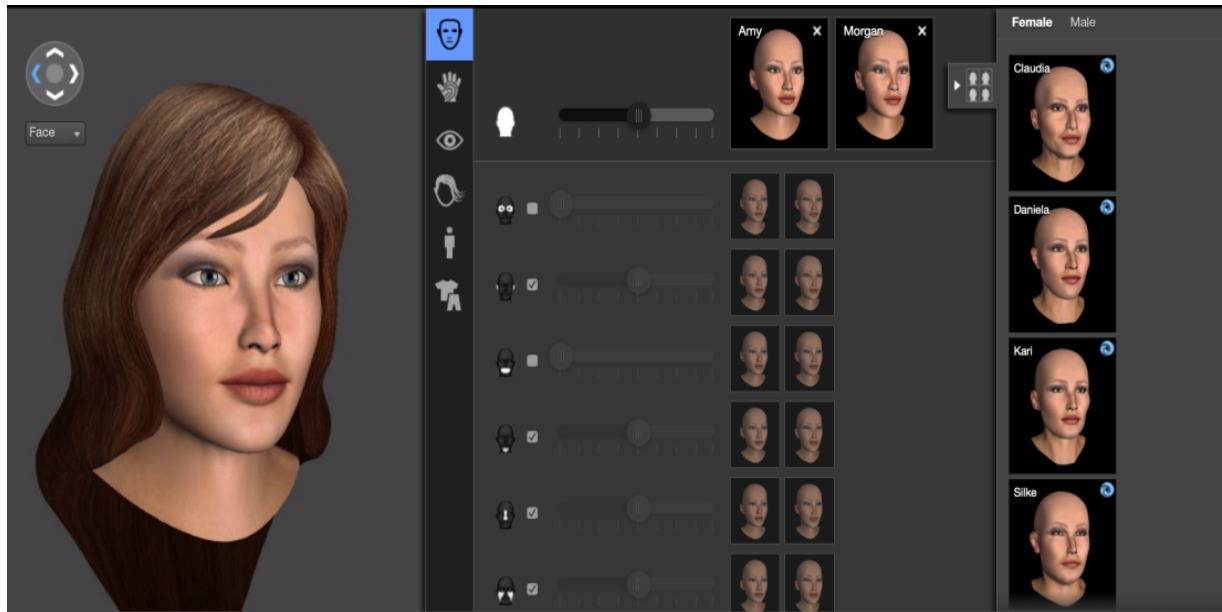 Face
Amy X
Morgan X
Female Male
Claudia
Daniela
Kari
Silke